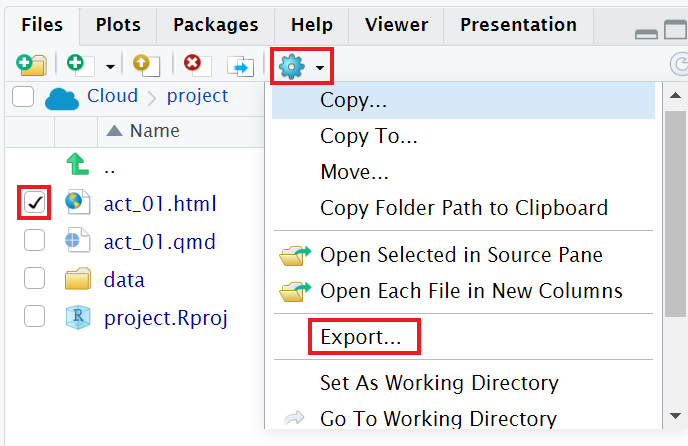 Files Plots Packages Help Viewer Presentation
Cloud project
Name
..
act_01.html
act_01.qmd
data
project.Rproj
Copy...
Copy To...
Move...
Copy Folder Path to Clipboard
Open Selected in Source Pane
Open Each File in New Columns
Export...
Set As Working Directory
Go To Working Directory